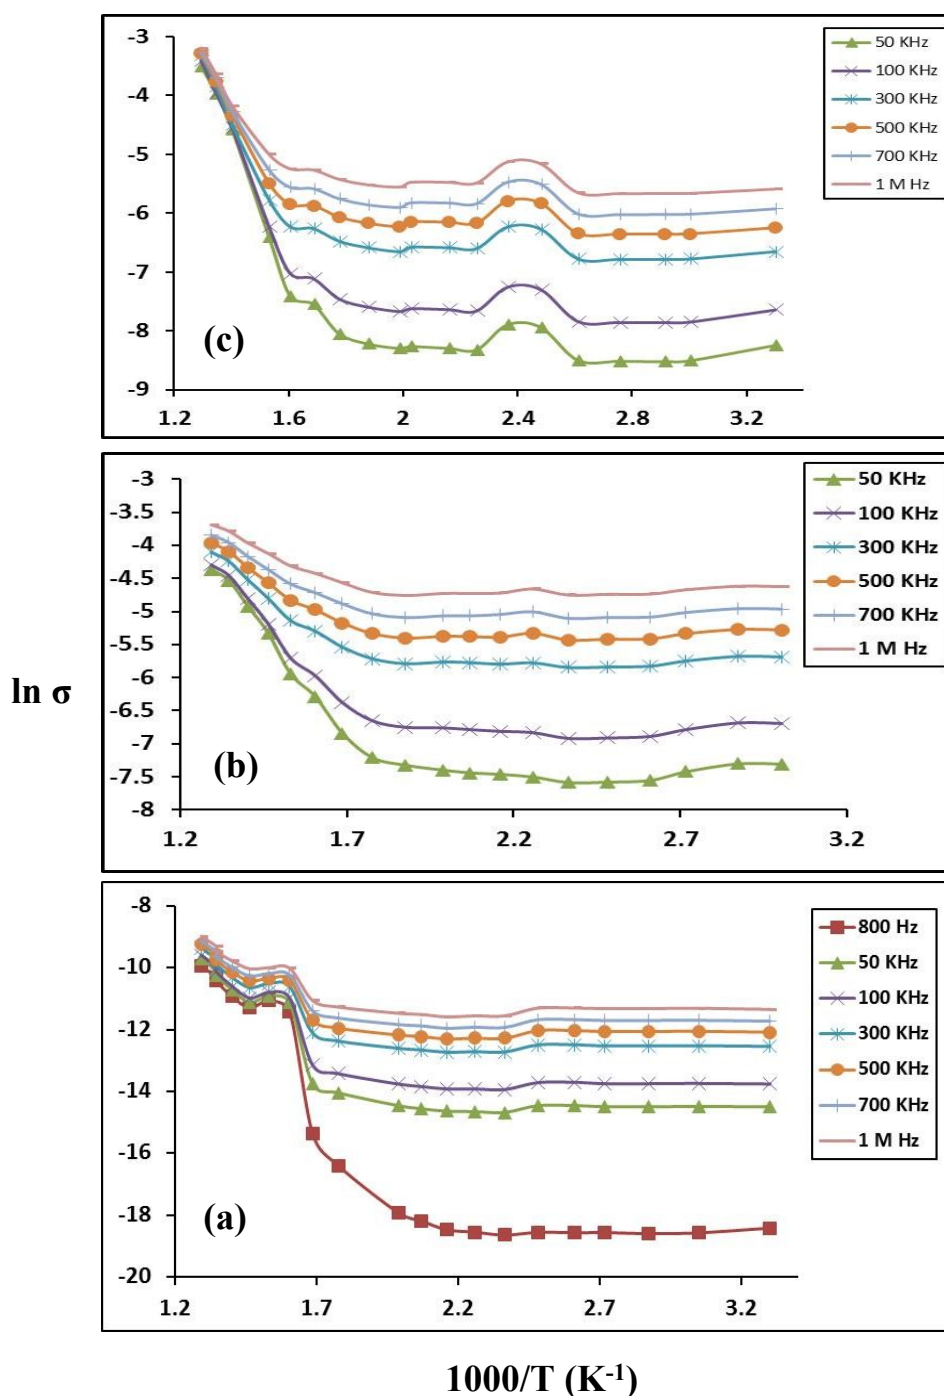 -3
-4
-5
-6
-7
-8
-9
1.2 1.6 2 2.4 2.8 3.2
(c)
50 KHz
100 KHz
300 KHz
500 KHz
700 KHz
1 M Hz
-3
-3.5
-4
-4.5
-5
-5.5
-6
-6.5
-7
-7.5
-8
1.2 1.7 2.2 2.7 3.2
(b)
50 KHz
100 KHz
300 KHz
500 KHz
700 KHz
1 M Hz
ln σ
-8
-10
-12
-14
-16
-18
-20
1.2 1.7 2.2 2.7 3.2
(a)
800 Hz
50 KHz
100 KHz
300 KHz
500 KHz
700 KHz
1 M Hz
1000/T (K⁻¹)